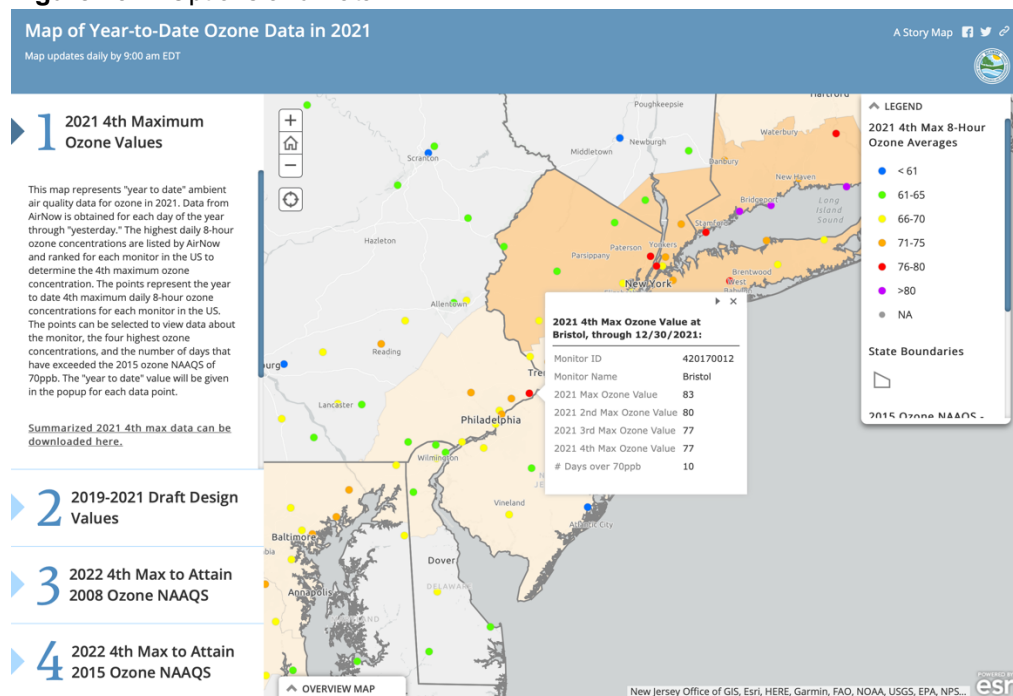 Map of Year-to-Date Ozone Data in 2021
A Story Map
Map updates daily by 9:00 am EDT
1
2021 4th Maximum
Ozone Values
This map represents "year to date" ambient
air quality data for ozone in 2021. Data from
AirNow is obtained for each day of the year
through "yesterday." The highest daily 8-hour
ozone concentrations are listed by AirNow
and ranked for each monitor in the US to
determine the 4th maximum ozone
concentration. The points represent the year
to date 4th maximum daily 8-hour ozone
concentrations for each monitor in the US.
The points can be selected to view data about
the monitor, the four highest ozone
concentrations, and the number of days that
have exceeded the 2015 ozone NAAQS of
70ppb. The "year to date" value will be given
in the popup for each data point.
Summarized 2021 4th max data can be
downloaded here.
2
2019-2021 Draft Design
Values
3
2022 4th Max to Attain
2008 Ozone NAAQS
4
2022 4th Max to Attain
2015 Ozone NAAQS
Poughkeepsie
Hartford
Waterbury
Newburgh
Middletown
Scranton
Danbury
New Haven
Bridgeport
Long
Island
Sound
Stamford
Hazleton
Paterson
Yonkers
Parsippany
Brentwood
West
New York
Allentown
Reading
burg
Tre
Lancaster
Philadelphia
Wilmington
Vineland
Atlantic City
Baltimore
bia
Dover
DELAWARE
Annapolis
2021 4th Max Ozone Value at
Bristol, through 12/30/2021:
Monitor ID 420170012
Monitor Name Bristol
2021 Max Ozone Value 83
2021 2nd Max Ozone Value 80
2021 3rd Max Ozone Value 77
2021 4th Max Ozone Value 77
# Days over 70ppb 10
LEGEND
2021 4th Max 8-Hour
Ozone Averages
< 61
61-65
66-70
71-75
76-80
>80
NA
State Boundaries
2015 Ozone NAAQS -
OVERVIEW MAP
New Jersey Office of GIS, Esri, HERE, Garmin, FAO, NOAA, USGS, EPA, NPS...
POWERED BY
esri